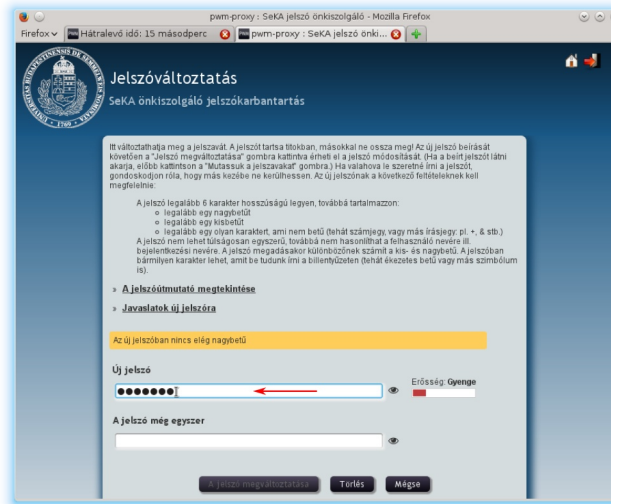 pwm-proxy : SeKA jelszó önkiszolgáló - Mozilla Firefox
Firefox
Hátralevő idő: 15 másodperc
pwm-proxy : SeKA jelszó önki...
Jelszóváltoztatás
SeKA önkiszolgáló jelszókarbantartás
Itt változtathatja meg a jelszavát. A jelszót tartsa titokban, másokkal ne ossza meg! Az új jelszó beírását
követően a "Jelszó megváltoztatása" gombra kattintva érheti el a jelszó módosítását. (Ha a beírt jelszót látni
akarja, előbb kattintson a "Mutassuk a jelszavakat" gombra.) Ha valahova le szeretné írni a jelszót,
gondoskodjon róla, hogy más kezébe ne kerülhessen. Az új jelszónak a következő feltételeknek kell
megfelelnie:
A jelszó legalább 6 karakter hosszúságú legyen, továbbá tartalmazzon:
legalább egy nagybetűt
legalább egy kisbetűt
legalább egy olyan karaktert, ami nem betű (tehát számjegy, vagy más írásjegy: pl. +, & stb.)
A jelszó nem lehet túlságosan egyszerű, továbbá nem hasonlíthat a felhasználó nevére ill.
bejelentkezési nevére. A jelszó megadásakor különbözőnek számít a kis- és nagybetű. A jelszóban
bármilyen karakter lehet, amit be tudunk írni a billentyűzeten (tehát ékezetes betű vagy más szimbólum
is).
» A jelszóútmutató megtekintése
» Javaslatok új jelszóra
Az új jelszóban nincs elég nagybetű
Új jelszó
Erősség: Gyenge
A jelszó még egyszer
A jelszó megváltoztatása Törlés Mégse